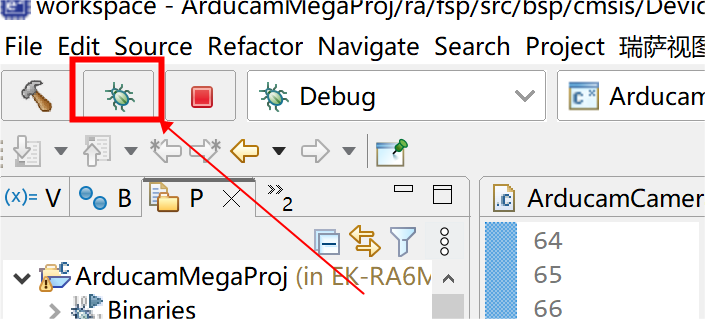 workspace - ArducamMegaProj/ra/fsp/src/bsp/cmsis/Devic
File Edit Source Refactor Navigate Search Project 瑞萨视图
Debug
Arducam
(x)= V
B
P
»2
ArducamCamer
64
65
66
ArducamMegaProj (in EK-RA6M
Binaries